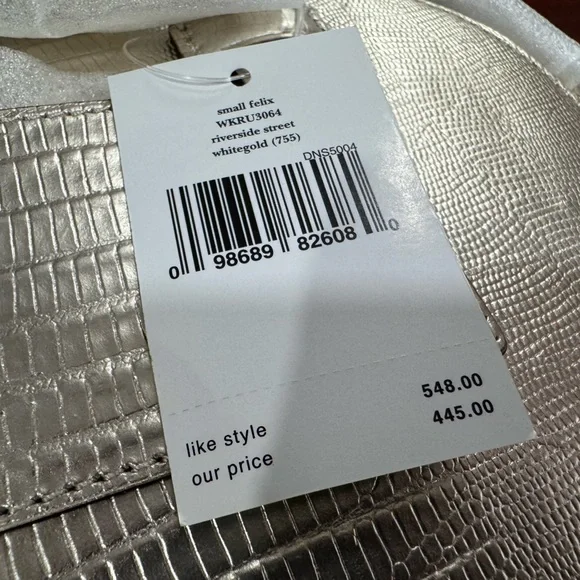 small felix
WKRU3064
riverside street
whitegold (755)
DNS5004
0 98689 82608 0
like style 548.00
our price 445.00